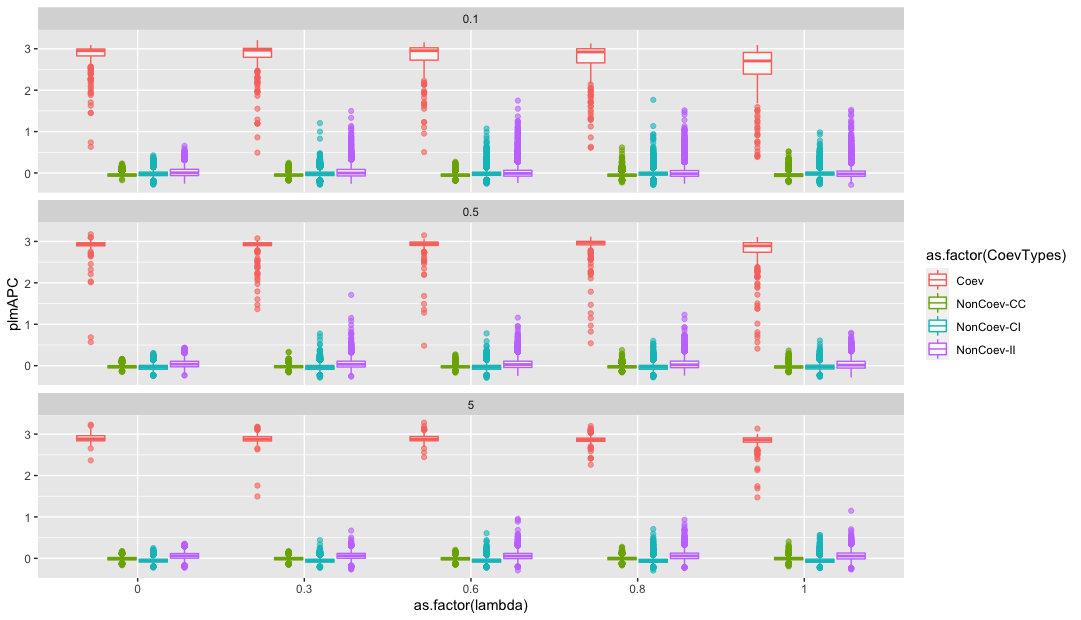 0.1
3
2
1
0
0.5
3
2
1
0
5
3
2
1
0
plmAPC
0 0.3 0.6 0.8 1
as.factor(lambda)
as.factor(CoevTypes)
Coev
NonCoev-CC
NonCoev-CI
NonCoev-II